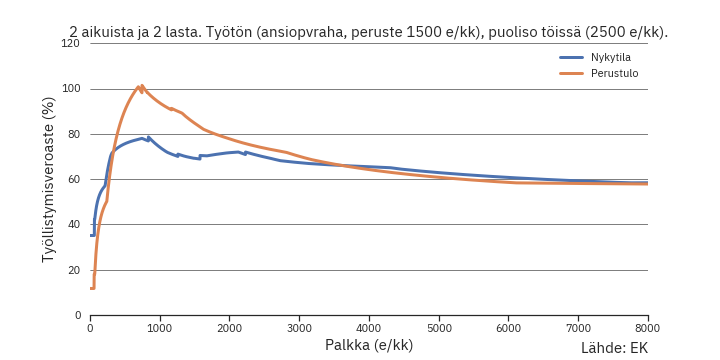 2 aikuista ja 2 lasta. Työtön (ansiopvraha, peruste 1500 e/kk), puoliso töissä (2500 e/kk).
120
100
80
60
40
20
0
Työllistymisveroaste (%)
Nykytila
Perustulo
0 1000 2000 3000 4000 5000 6000 7000 8000
Palkka (e/kk)
Lähde: EK